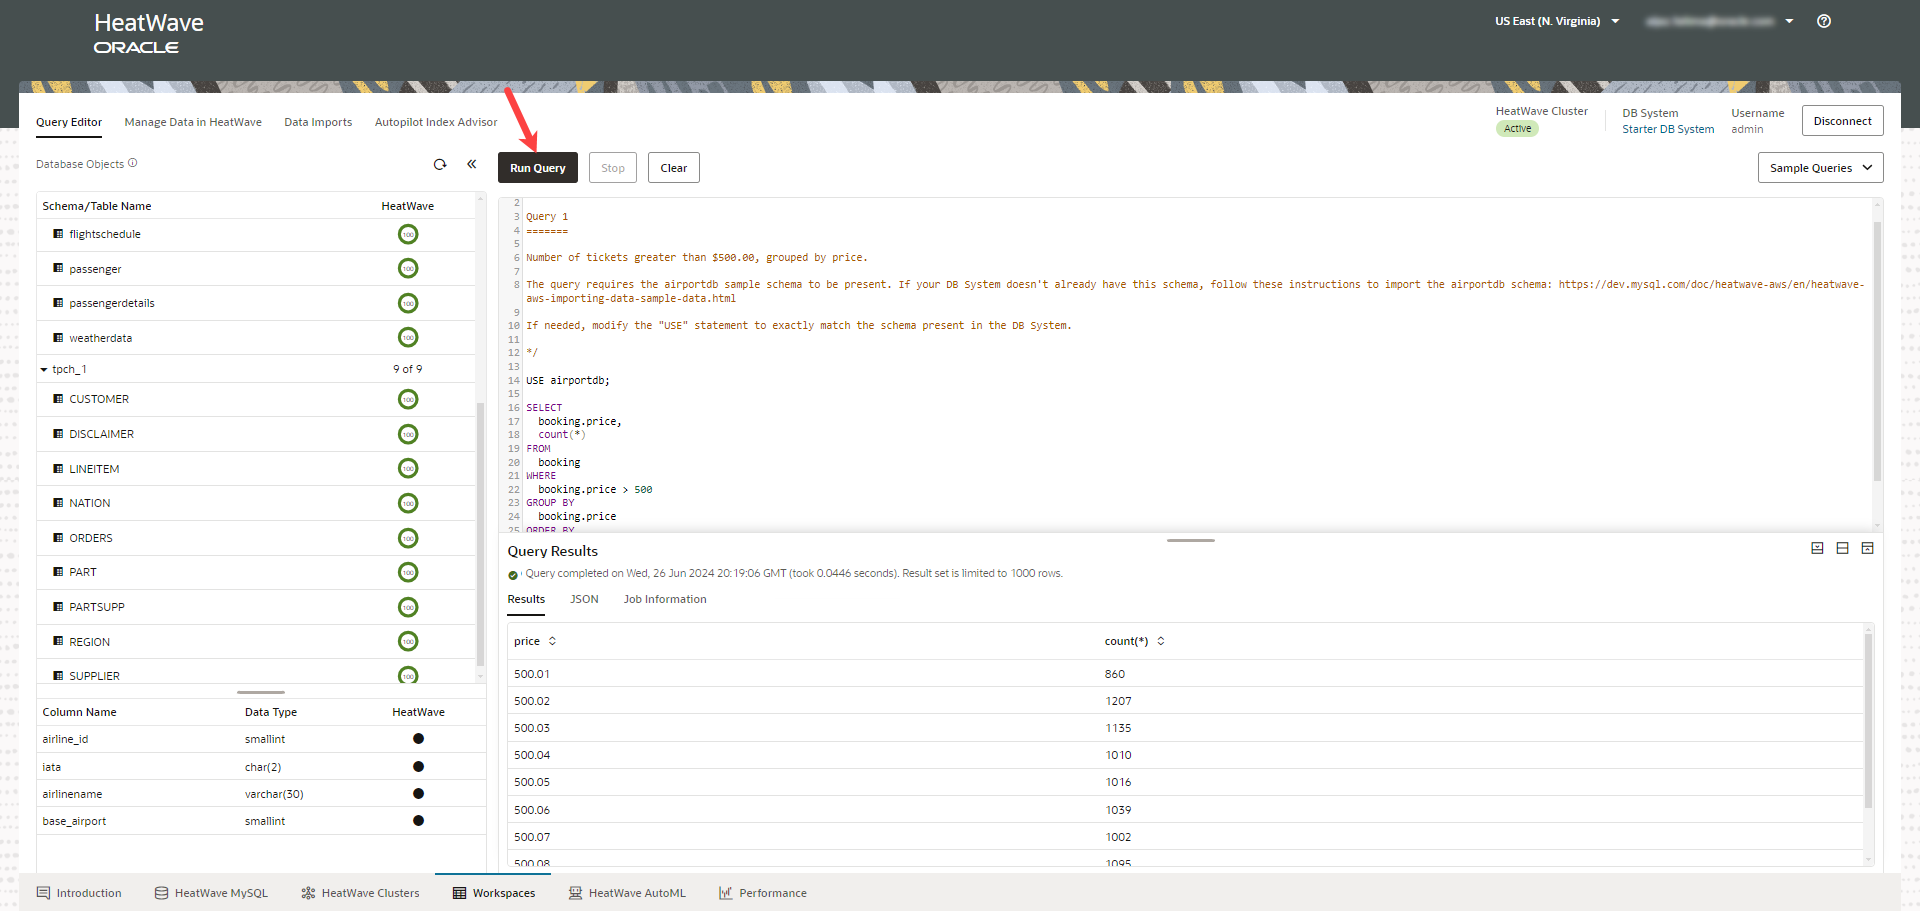 HeatWave
ORACLE
US East (N. Virginia)
Query Editor
Manage Data in HeatWave
Data Imports
Autopilot Index Advisor
HeatWave Cluster
Active
DB System
Starter DB System
Username
admin
Disconnect
Database Objects
Run Query
Stop
Clear
Sample Queries
Schema/Table Name HeatWave
flightschedule 100
passenger 100
passengerdetails 100
weatherdata 100
tpch_1 9 of 9
CUSTOMER 100
DISCLAIMER 100
LINEITEM 100
NATION 100
ORDERS 100
PART 100
PARTSUPP 100
REGION 100
SUPPLIER 100
Column Name Data Type HeatWave
airline_id smallint
iata char(2)
airlinename varchar(30)
base_airport smallint
2
3 Query 1
4 =======
5
6 Number of tickets greater than $500.00, grouped by price.
7
8 The query requires the airportdb sample schema to be present. If your DB System doesn't already have this schema, follow these instructions to import the airportdb schema: https://dev.mysql.com/doc/heatwave-aws/en/heatwave-
aws-importing-data-sample-data.html
9
10 If needed, modify the "USE" statement to exactly match the schema present in the DB System.
11
12 */
13
14 USE airportdb;
15
16 SELECT
17 booking.price,
18 count(*)
19 FROM
20 booking
21 WHERE
22 booking.price > 500
23 GROUP BY
24 booking.price
25 ORDER BY
Query Results
Query completed on Wed, 26 Jun 2024 20:19:06 GMT (took 0.0446 seconds). Result set is limited to 1000 rows.
Results JSON Job Information
price count(*)
500.01 860
500.02 1207
500.03 1135
500.04 1010
500.05 1016
500.06 1039
500.07 1002
500.08 1095
Introduction
HeatWave MySQL
HeatWave Clusters
Workspaces
HeatWave AutoML
Performance